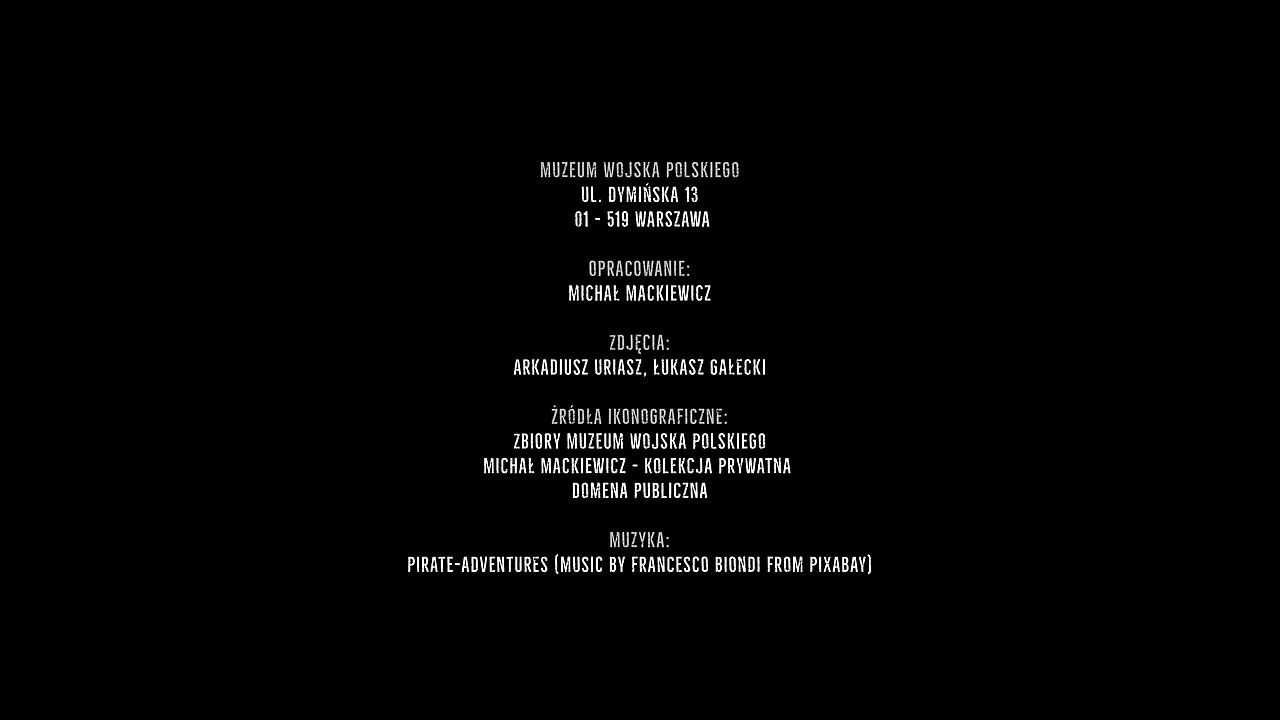 MUZEUM WOJSKA POLSKIEGO
UL. DYMIŃSKA 13
01 - 519 WARSZAWA
OPRACOWANIE:
MICHAŁ MACKIEWICZ
ZDJĘCIA:
ARKADIUSZ URIASZ, ŁUKASZ GAŁECKI
ŻRÓDŁA IKONOGRAFICZNE:
ZBIORY MUZEUM WOJSKA POLSKIEGO
MICHAŁ MACKIEWICZ - KOLEKCJA PRYWATNA
DOMENA PUBLICZNA
MUZYKA:
PIRATE-ADVENTURES (MUSIC BY FRANCESCO BIONDI FROM PIXABAY)